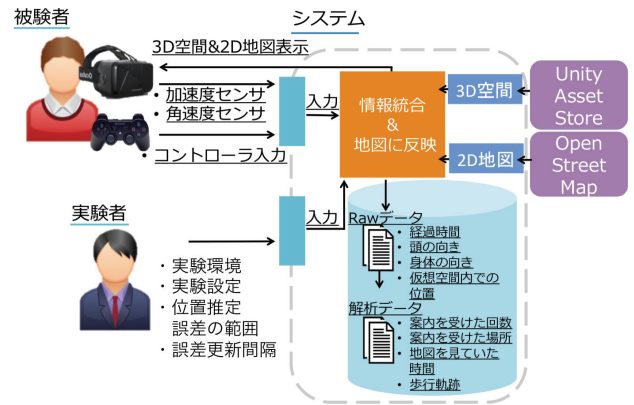 被験者
システム
3D空間&2D地図表示
・加速度センサ
・角速度センサ
・コントローラ入力
入力
情報統合
&
地図に反映
3D空間
2D地図
Unity
Asset
Store
Open
Street
Map
実験者
・実験環境
・実験設定
・位置推定
誤差の範囲
・誤差更新間隔
入力
Rawデータ
・経過時間
・頭の向き
・身体の向き
・仮想空間内での
位置
解析データ
・案内を受けた回数
・案内を受けた場所
・地図を見ていた
時間
・歩行軌跡